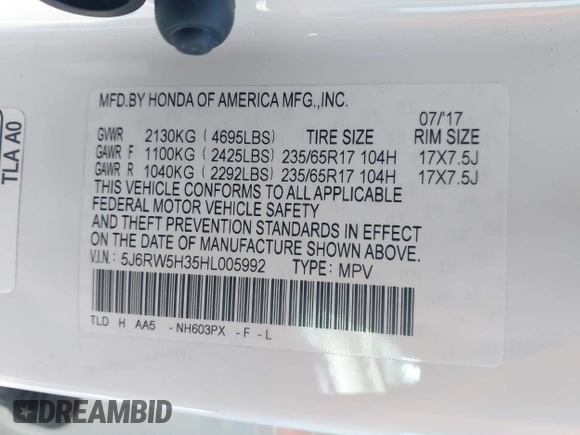 MFD.BY HONDA OF AMERICA MFG.,INC.
07/'17
GVWR 2130KG (4695LBS) TIRE SIZE RIM SIZE
GAWR F 1100KG (2425LBS) 235/65R17 104H 17X7.5J
GAWR R 1040KG (2292LBS) 235/65R17 104H 17X7.5J
THIS VEHICLE CONFORMS TO ALL APPLICABLE
FEDERAL MOTOR VEHICLE SAFETY
AND THEFT PREVENTION STANDARDS IN EFFECT
ON THE DATE OF MANUFACTURE SHOWN ABOVE.
V.I.N.: 5J6RW5H35HL005992 TYPE: MPV
TLD H AA5 -NH603PX -F -L
TLA A0
DREAMBID